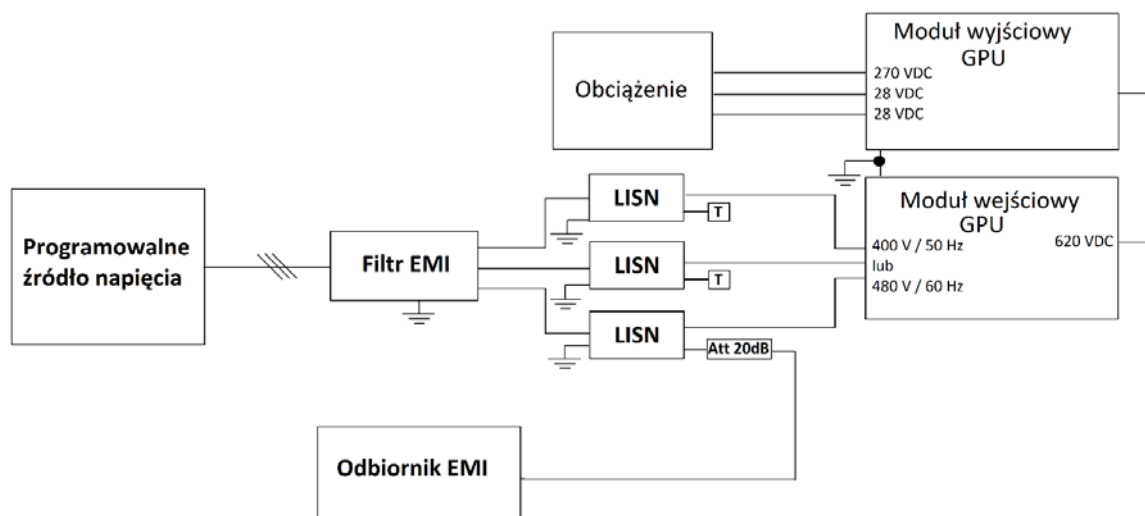 Moduł wyjściowy
GPU
270 VDC
28 VDC
28 VDC
Obciążenie
LISN
T
Moduł wejściowy
GPU
Programowalne
źródło napięcia
Filtr EMI
LISN
T
400 V / 50 Hz
620 VDC
lub
480 V / 60 Hz
LISN
Att 20dB
Odbiornik EMI